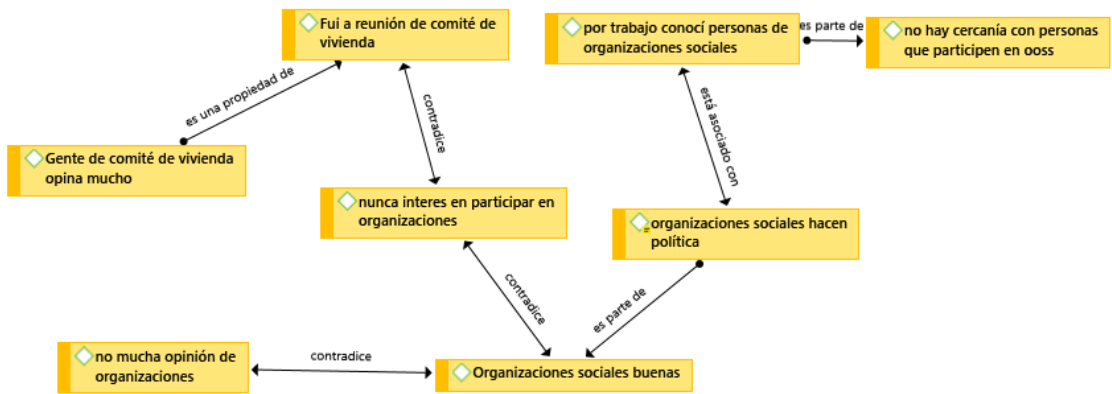 Fui a reunión de comité de
vivienda
por trabajo conocí personas de
organizaciones sociales
es parte de
no hay cercanía con personas
que participen en ooss
es una propiedad de
contradice
está asociado con
Gente de comité de vivienda
opina mucho
nunca interes en participar en
organizaciones
organizaciones sociales hacen
política
contradice
es parte de
no mucha opinión de
organizaciones
contradice
Organizaciones sociales buenas